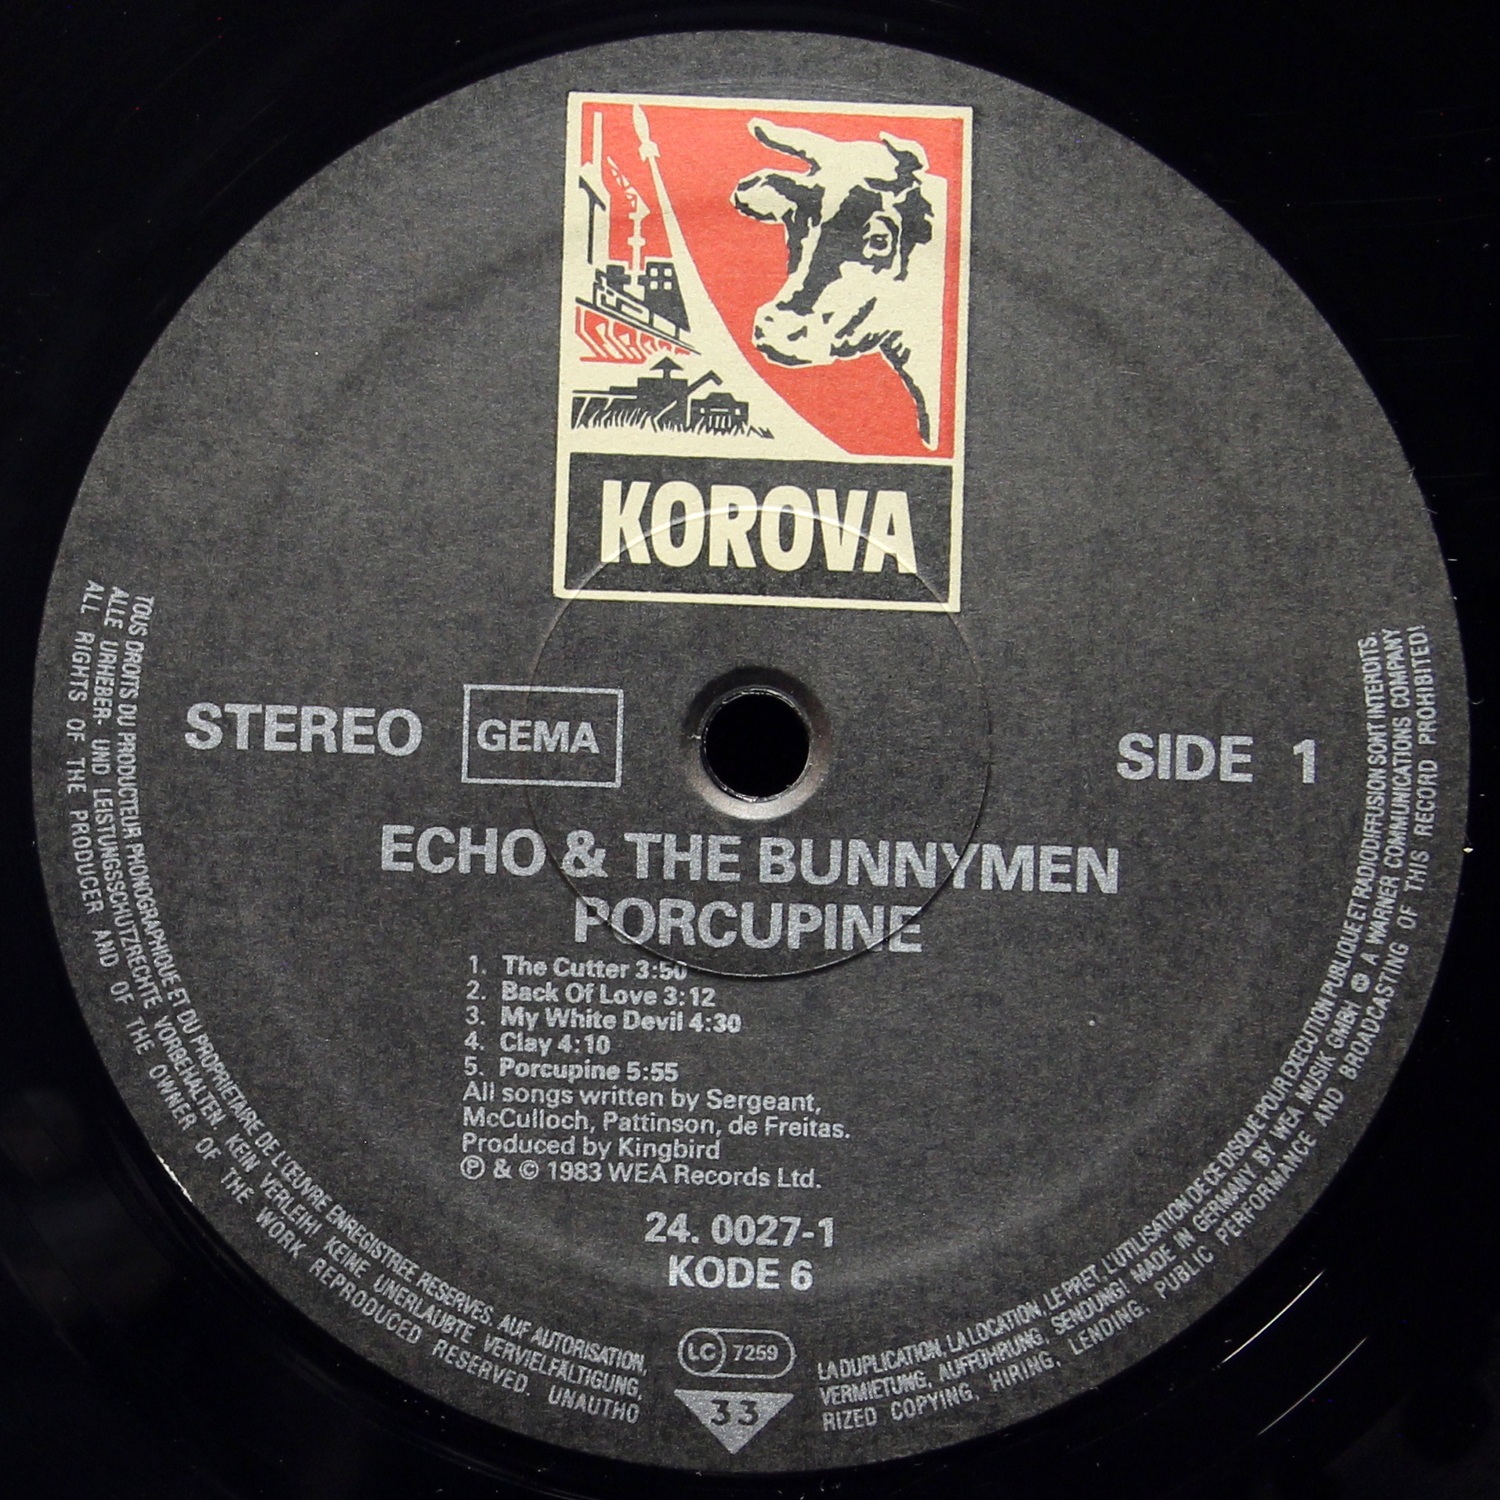 KOROVA
STEREO
GEMA
SIDE 1
ECHO & THE BUNNYMEN
PORCUPINE
1. The Cutter 3:50
2. Back Of Love 3:12
3. My White Devil 4:30
4. Clay 4:10
5. Porcupine 5:55
All songs written by Sergeant,
McCulloch, Pattinson, de Freitas.
Produced by Kingbird
Ⓟ & © 1983 WEA Records Ltd.
24. 0027-1
KODE 6
LC 7259
33
TOUS DROITS DU PRODUCTEUR PHONOGRAPHIQUE ET DU PROPRIETAIRE DE L'ŒUVRE ENREGISTREE RESERVES. AUF AUTORISATION, LA DUPLICATION, LA LOCATION, LE PRET, L'UTILISATION DE CE DISQUE POUR EXECUTION PUBLIQUE ET RADIODIFFUSION SONT INTERDITS.
ALLE URHEBER- UND LEISTUNGSSCHUTZRECHTE VORBEHALTEN. KEIN VERLEIH! KEINE UNERLAUBTE VERVIELFÄLTIGUNG, VERMIETUNG, AUFFÜHRUNG, SENDUNG! MADE IN GERMANY BY WEA MUSIK GMBH. A WARNER COMMUNICATIONS COMPANY
ALL RIGHTS OF THE PRODUCER AND OF THE OWNER OF THE WORK REPRODUCED RESERVED. UNAUTHORIZED COPYING, HIRING, LENDING, PUBLIC PERFORMANCE AND BROADCASTING OF THIS RECORD PROHIBITED!